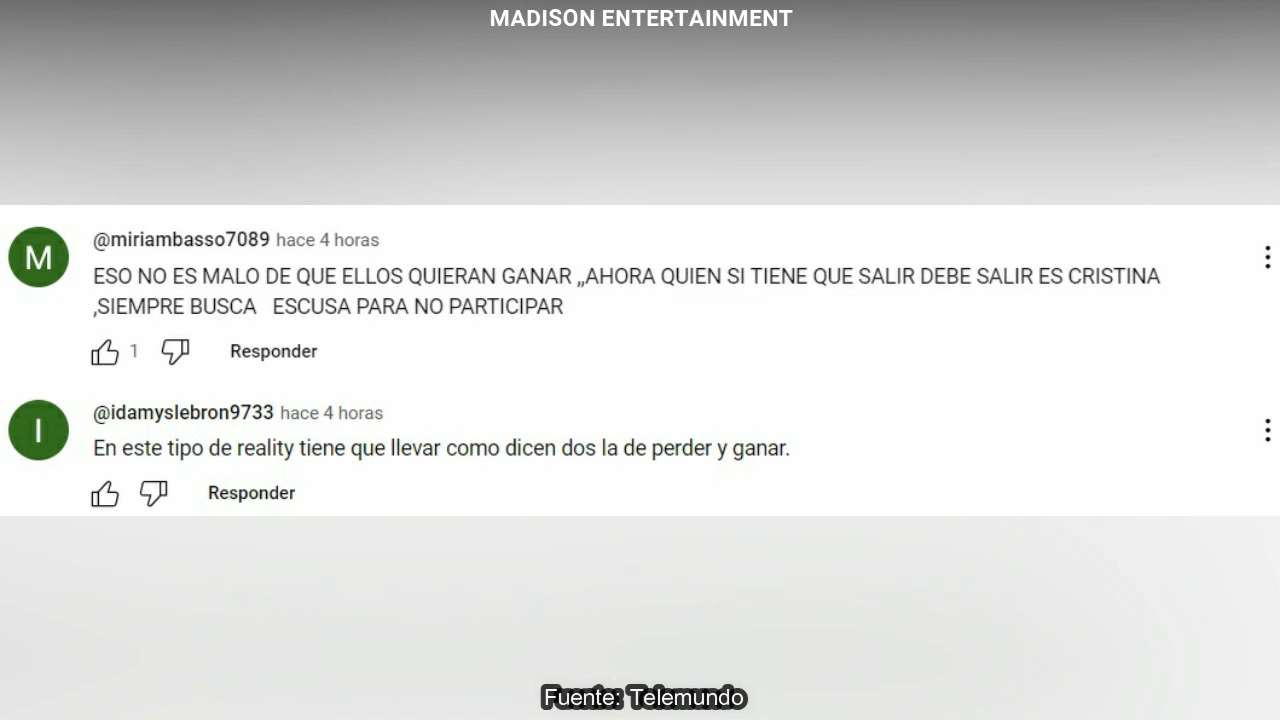 MADISON ENTERTAINMENT
M
@miriambasso7089 hace 4 horas
ESO NO ES MALO DE QUE ELLOS QUIERAN GANAR ,,AHORA QUIEN SI TIENE QUE SALIR DEBE SALIR ES CRISTINA
,SIEMPRE BUSCA   ESCUSA PARA NO PARTICIPAR
1 Responder
I
@idamyslebron9733 hace 4 horas
En este tipo de reality tiene que llevar como dicen dos la de perder y ganar.
Responder
Fuente: Telemundo